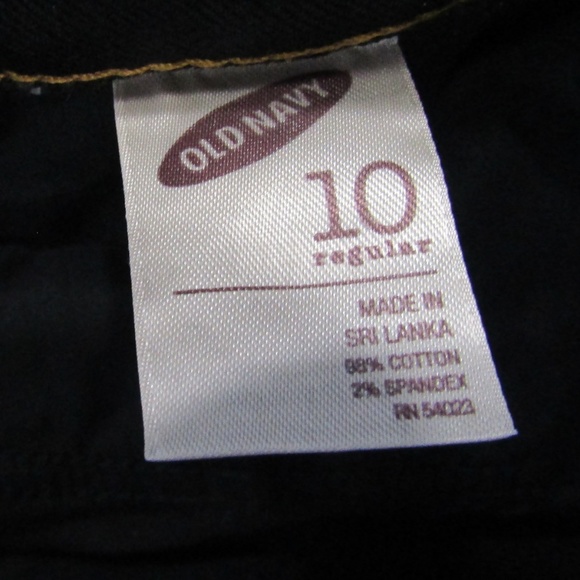 OLD NAVY
10
regular
MADE IN
SRI LANKA
98% COTTON
2% SPANDEX
RN 54023